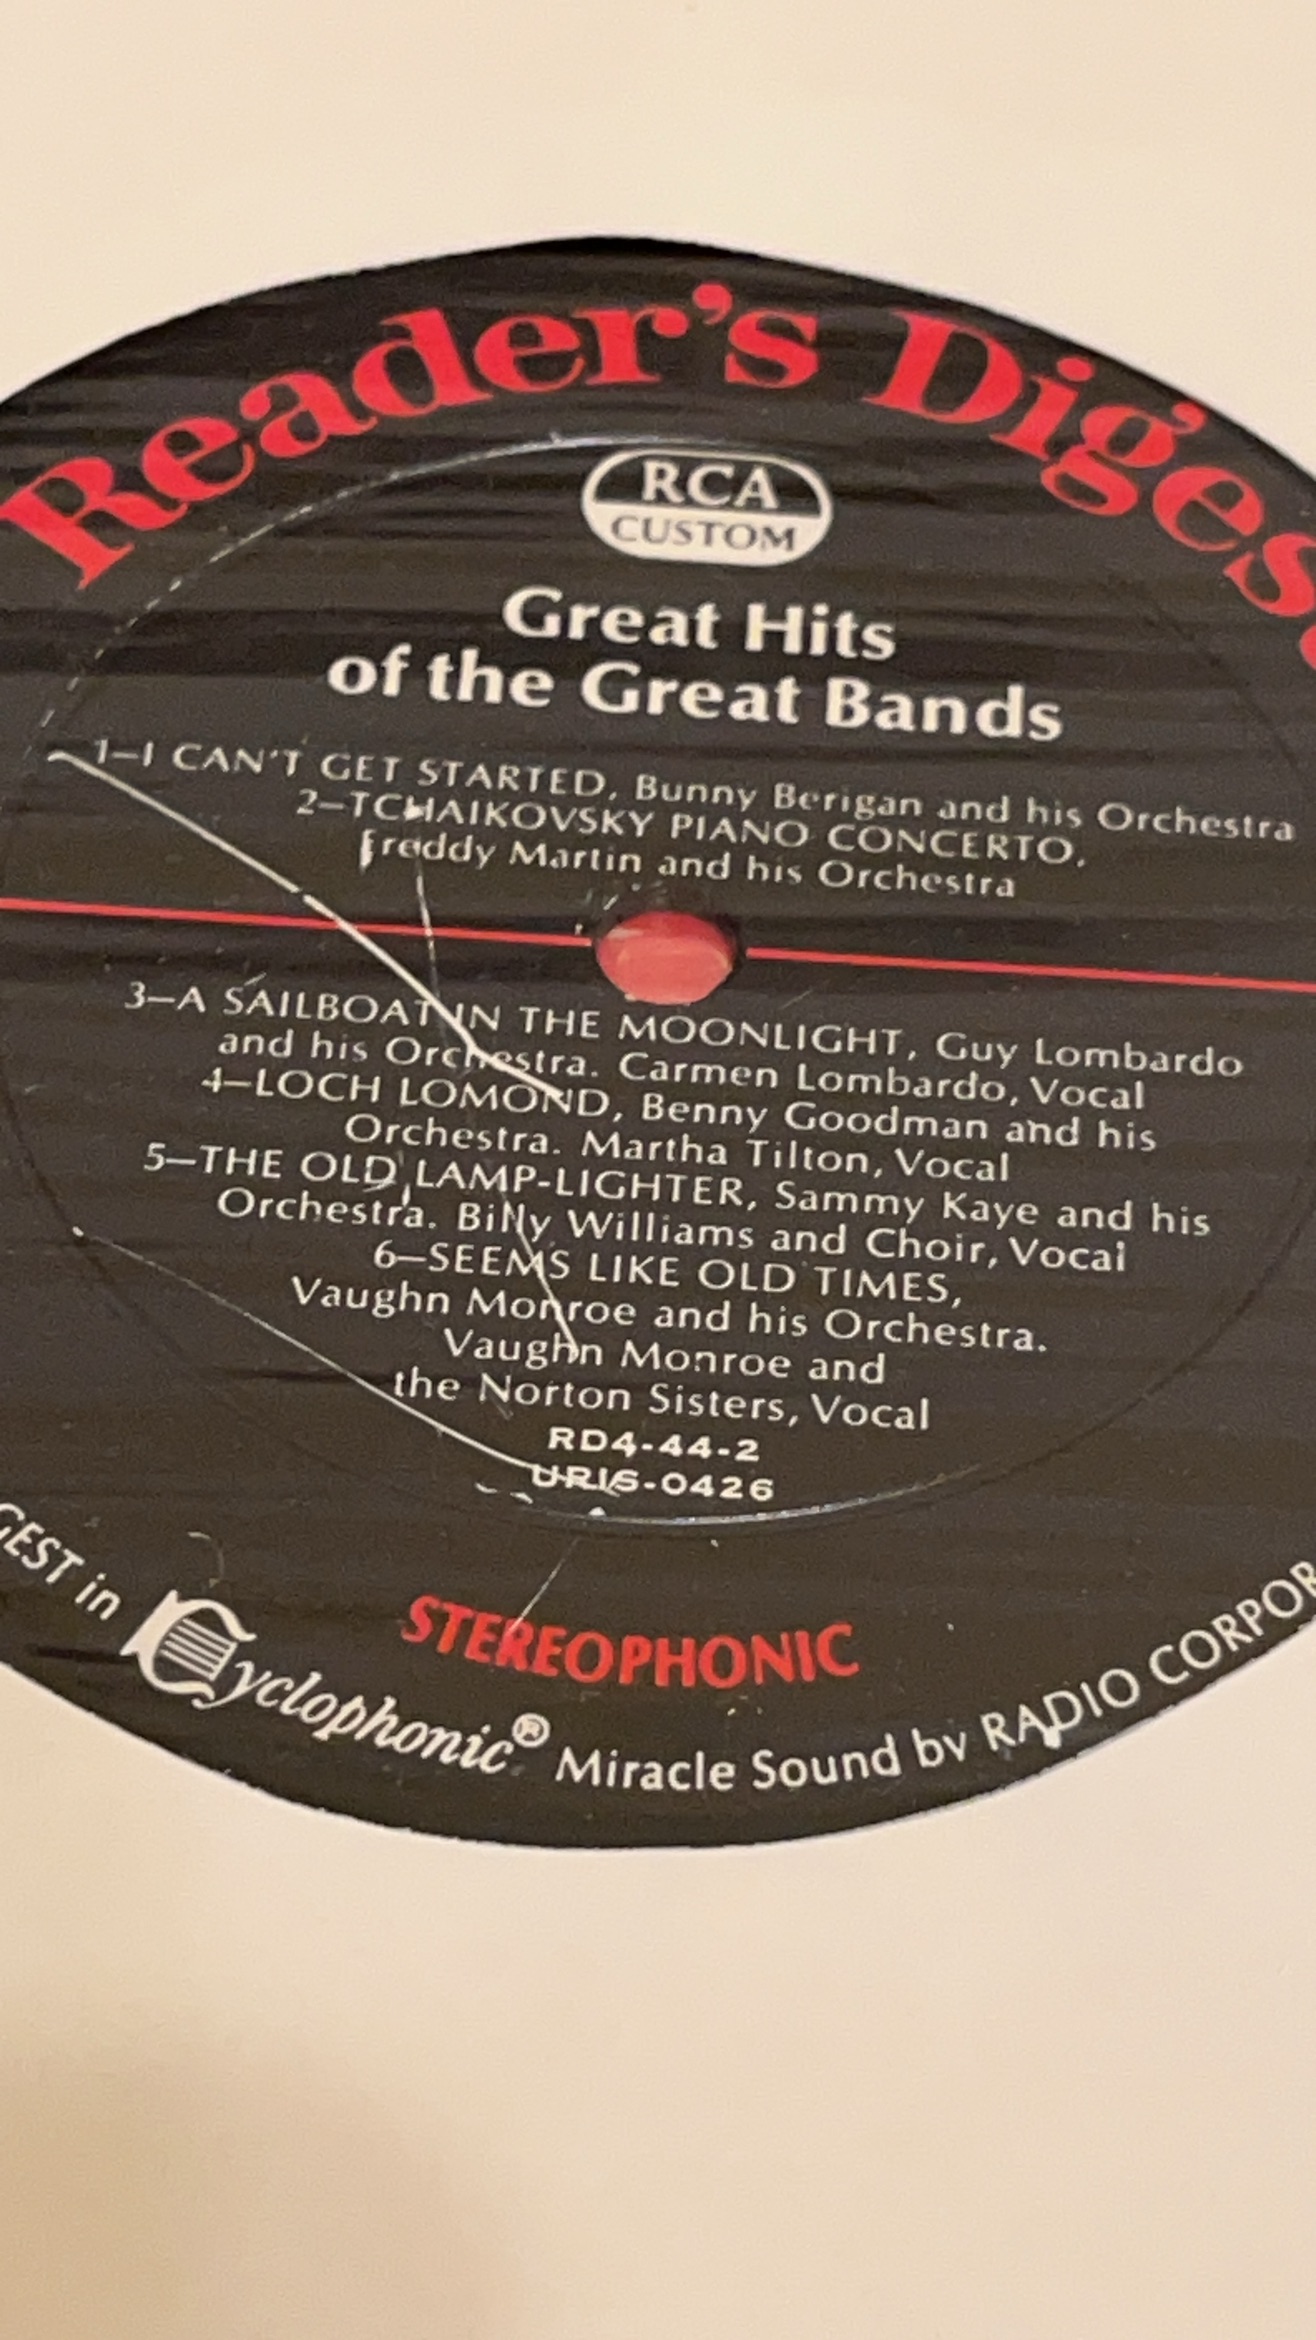 Reader's Diges
RCA
CUSTOM
Great Hits
of the Great Bands
1—I CAN'T GET STARTED, Bunny Berigan and his Orchestra
2—TCHAIKOVSKY PIANO CONCERTO,
Freddy Martin and his Orchestra
3—A SAILBOAT IN THE MOONLIGHT, Guy Lombardo
and his Orchestra. Carmen Lombardo, Vocal
4—LOCH LOMOND, Benny Goodman and his
Orchestra. Martha Tilton, Vocal
5—THE OLD LAMP-LIGHTER, Sammy Kaye and his
Orchestra. Billy Williams and Choir, Vocal
6—SEEMS LIKE OLD TIMES,
Vaughn Monroe and his Orchestra.
Vaughn Monroe and
the Norton Sisters, Vocal
RD4-44-2
URIS-0426
STEREOPHONIC
GEST in Cyclophonic® Miracle Sound by RADIO CORPOR